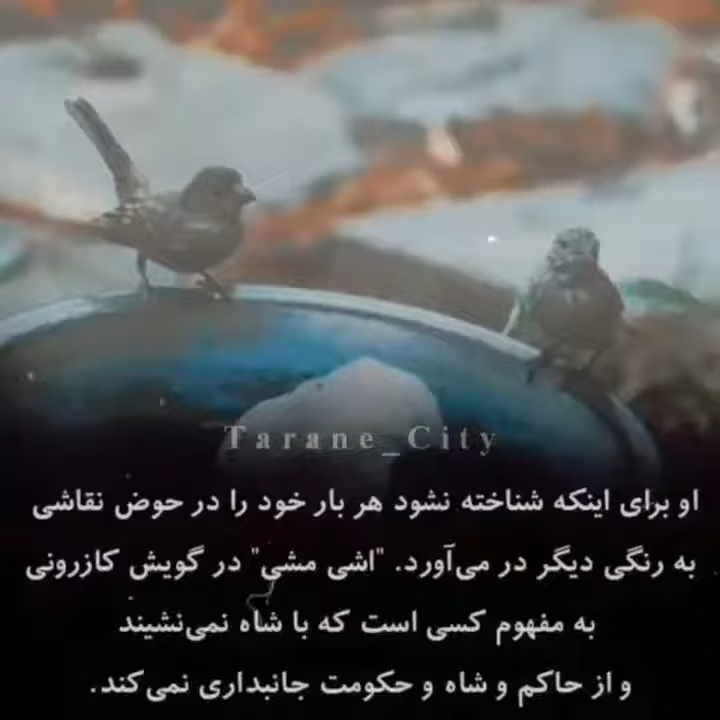 Tarane_City
او برای اینکه شناخته نشود هر بار خود را در حوض نقاشی
به رنگی دیگر در می‌آورد. "اشی مشی" در گویش کازرونی
به مفهوم کسی است که با شاه نمی‌نشیند
و از حاکم و شاه و حکومت جانبداری نمی‌کند.